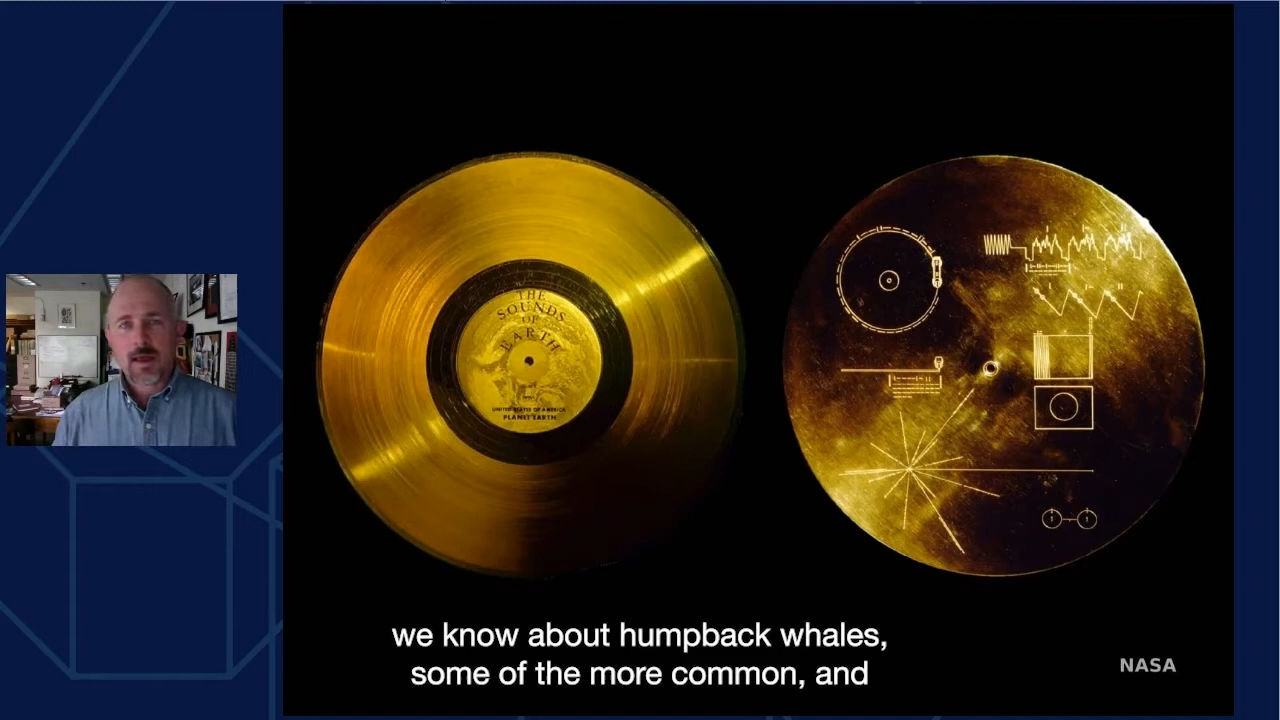 THE
SOUNDS
OF
EARTH
UNITED STATES OF AMERICA
PLANET EARTH
we know about humpback whales,
some of the more common, and
NASA